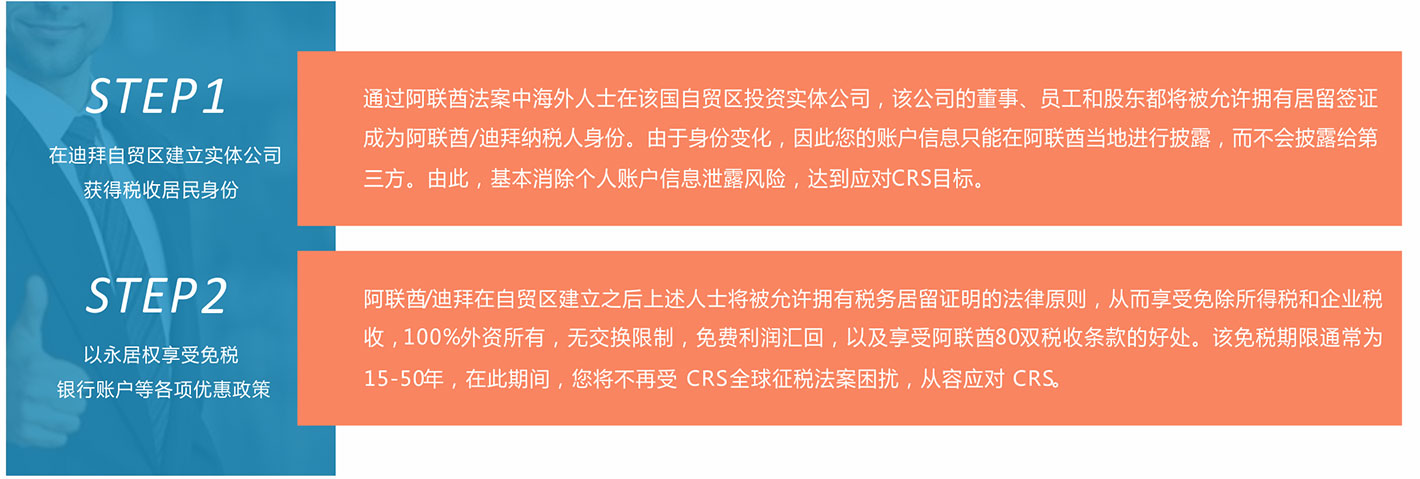 STEP1
在迪拜自贸区建立实体公司
获得税收居民身份
通过阿联酋法案中海外人士在该国自贸区投资实体公司，该公司的董事、员工和股东都将被允许拥有居留签证
成为阿联酋/迪拜纳税人身份。由于身份变化，因此您的账户信息只能在阿联酋当地进行披露，而不会披露给第
三方。由此，基本消除个人账户信息泄露风险，达到应对CRS目标。
STEP2
以永居权享受免税
银行账户等各项优惠政策
阿联酋/迪拜在自贸区建立之后上述人士将被允许拥有税务居留证明的法律原则，从而享受免除所得税和企业税
收，100%外资所有，无交换限制，免费利润汇回，以及享受阿联酋80双税收条款的好处。该免税期限通常为
15-50年，在此期间，您将不再受 CRS全球征税法案困扰，从容应对 CRS。